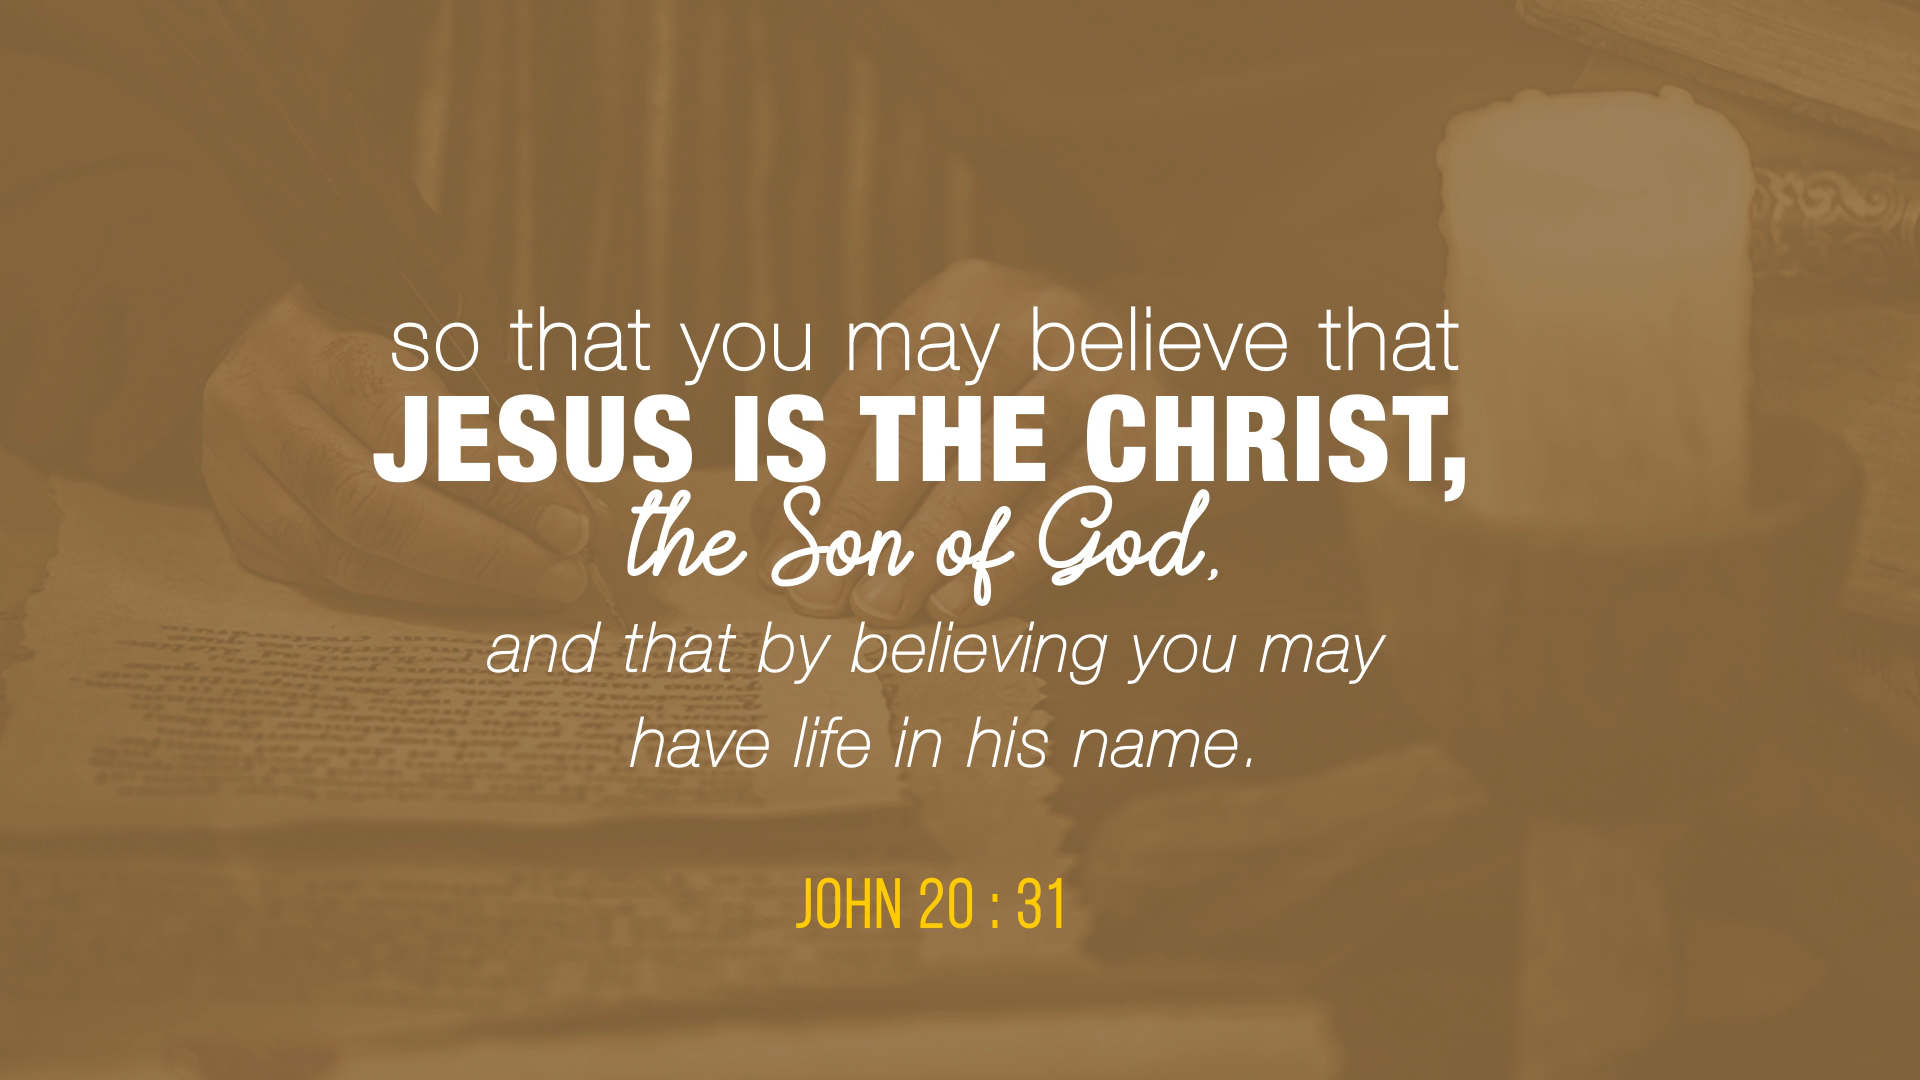 so that you may believe that
JESUS IS THE CHRIST,
the Son of God,
and that by believing you may
have life in his name.
JOHN 20 : 31